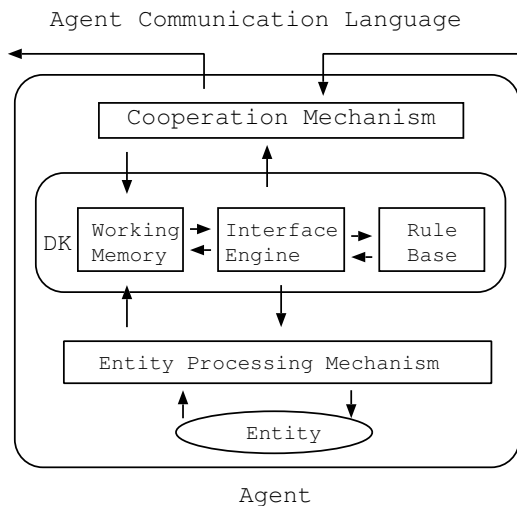 Agent Communication Language
Cooperation Mechanism
DK
Working
Memory
Interface
Engine
Rule
Base
Entity Processing Mechanism
Entity
Agent